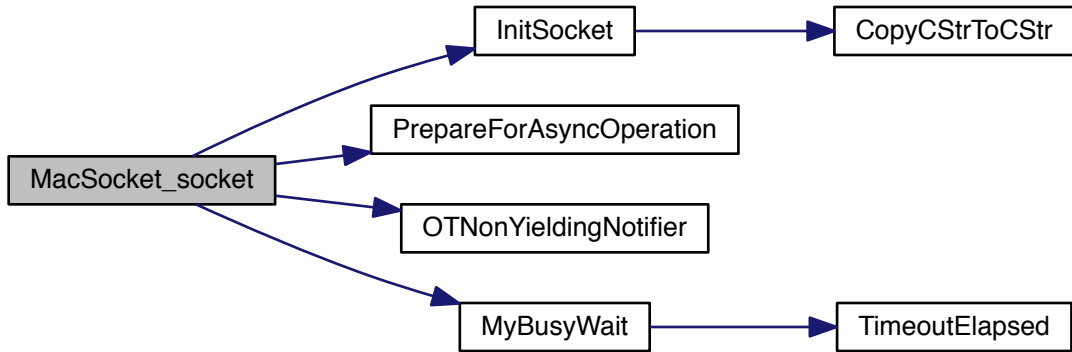 InitSocket
CopyCStrToCStr
PrepareForAsyncOperation
MacSocket_socket
OTNonYieldingNotifier
MyBusyWait
TimeoutElapsed